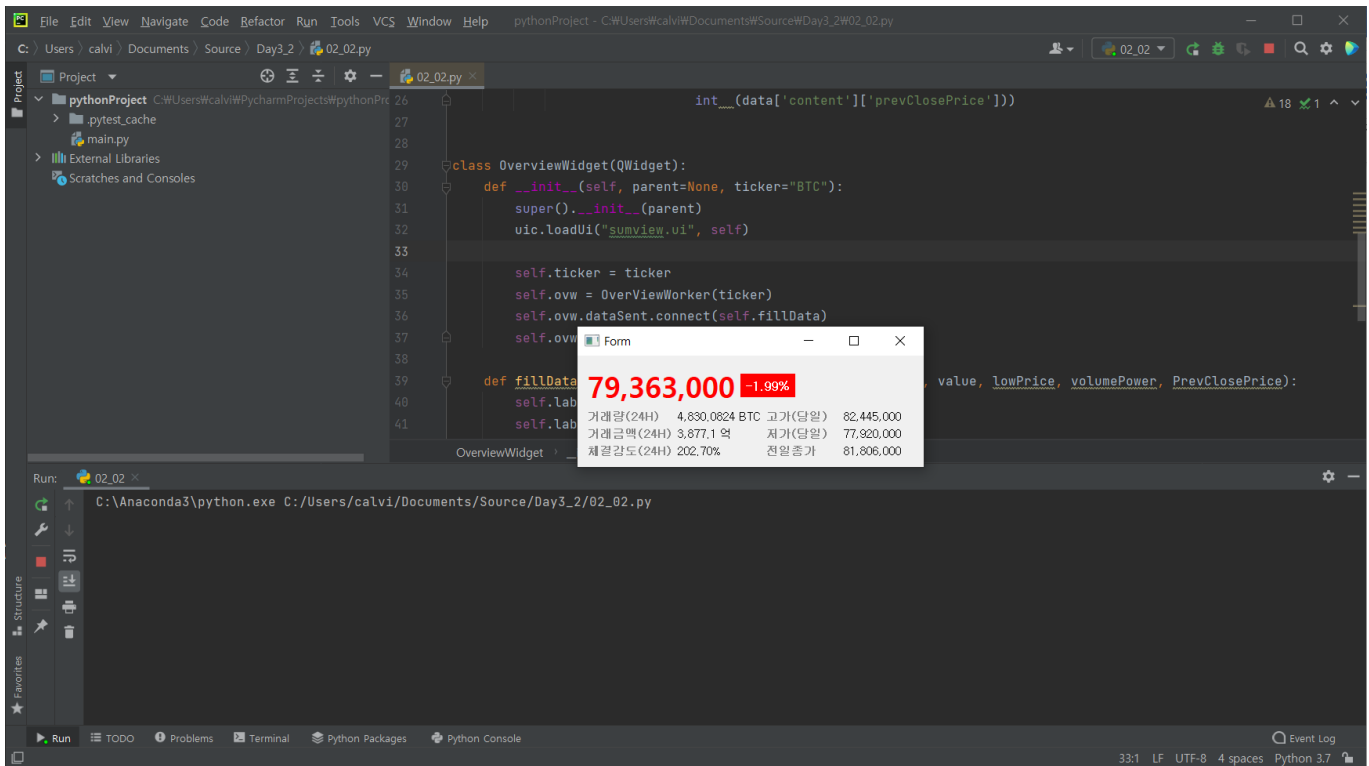 PC File Edit View Navigate Code Refactor Run Tools VCS Window Help pythonProject - C:₩Users₩calvi₩Documents₩Source₩Day3_2₩02_02.py
C: Users calvi Documents Source Day3_2 02_02.py 02_02
Project
Project
02_02.py
pythonProject C:₩Users₩calvi₩PycharmProjects₩pythonPro
.pytest_cache
main.py
External Libraries
Scratches and Consoles
18 1
26 int__(data['content']['prevClosePrice']))
27
28
29 class OverviewWidget(QWidget):
30 def __init__(self, parent=None, ticker="BTC"):
31 super().__init__(parent)
32 uic.loadUi("sumview.ui", self)
33
34 self.ticker = ticker
35 self.ovw = OverViewWorker(ticker)
36 self.ovw.dataSent.connect(self.fillData)
37 self.ovw
38
39 def fillData , value, lowPrice, volumePower, PrevClosePrice):
40 self.lab
41 self.lab
OverviewWidget
Form
79,363,000 -1.99%
거래량(24H) 4,830.0824 BTC 고가(당일) 82,445,000
거래금액(24H) 3,877.1 억 저가(당일) 77,920,000
체결강도(24H) 202.70% 전일종가 81,806,000
Run: 02_02
C:\Anaconda3\python.exe C:/Users/calvi/Documents/Source/Day3_2/02_02.py
Structure
Favorites
Run TODO Problems Terminal Python Packages Python Console Event Log
33:1 LF UTF-8 4 spaces Python 3.7